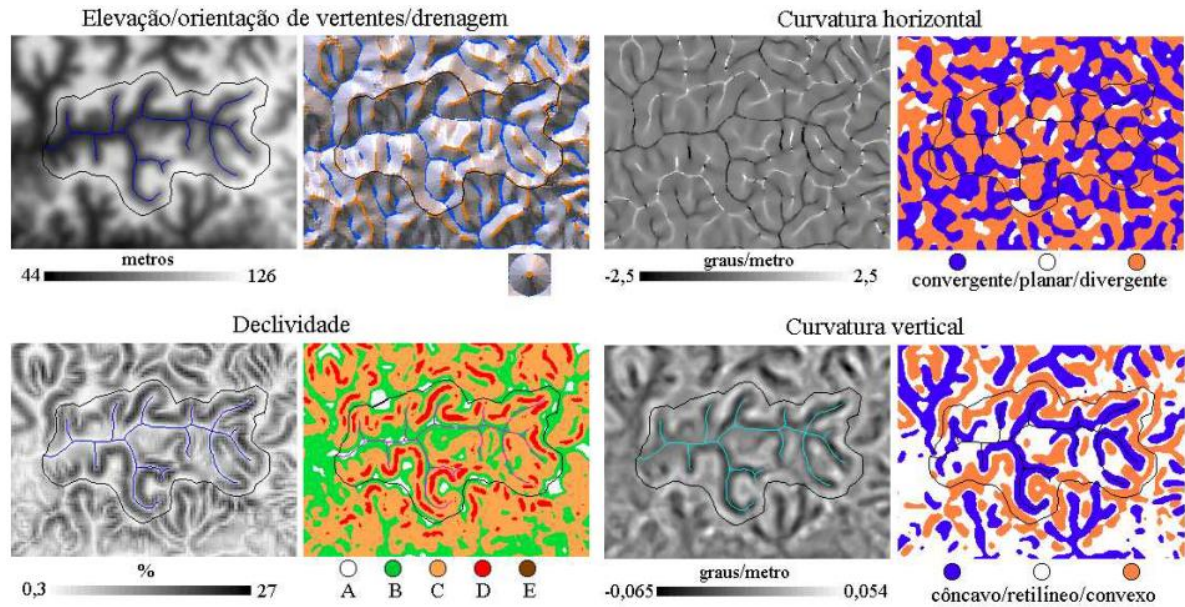 Elevação/orientação de vertentes/drenagem
Curvatura horizontal
metros
44 126
graus/metro
-2,5 2,5
convergente/planar/divergente
Declividade
Curvatura vertical
%
0,3 27
A B C D E
graus/metro
-0,065 0,054
côncavo/retilíneo/convexo